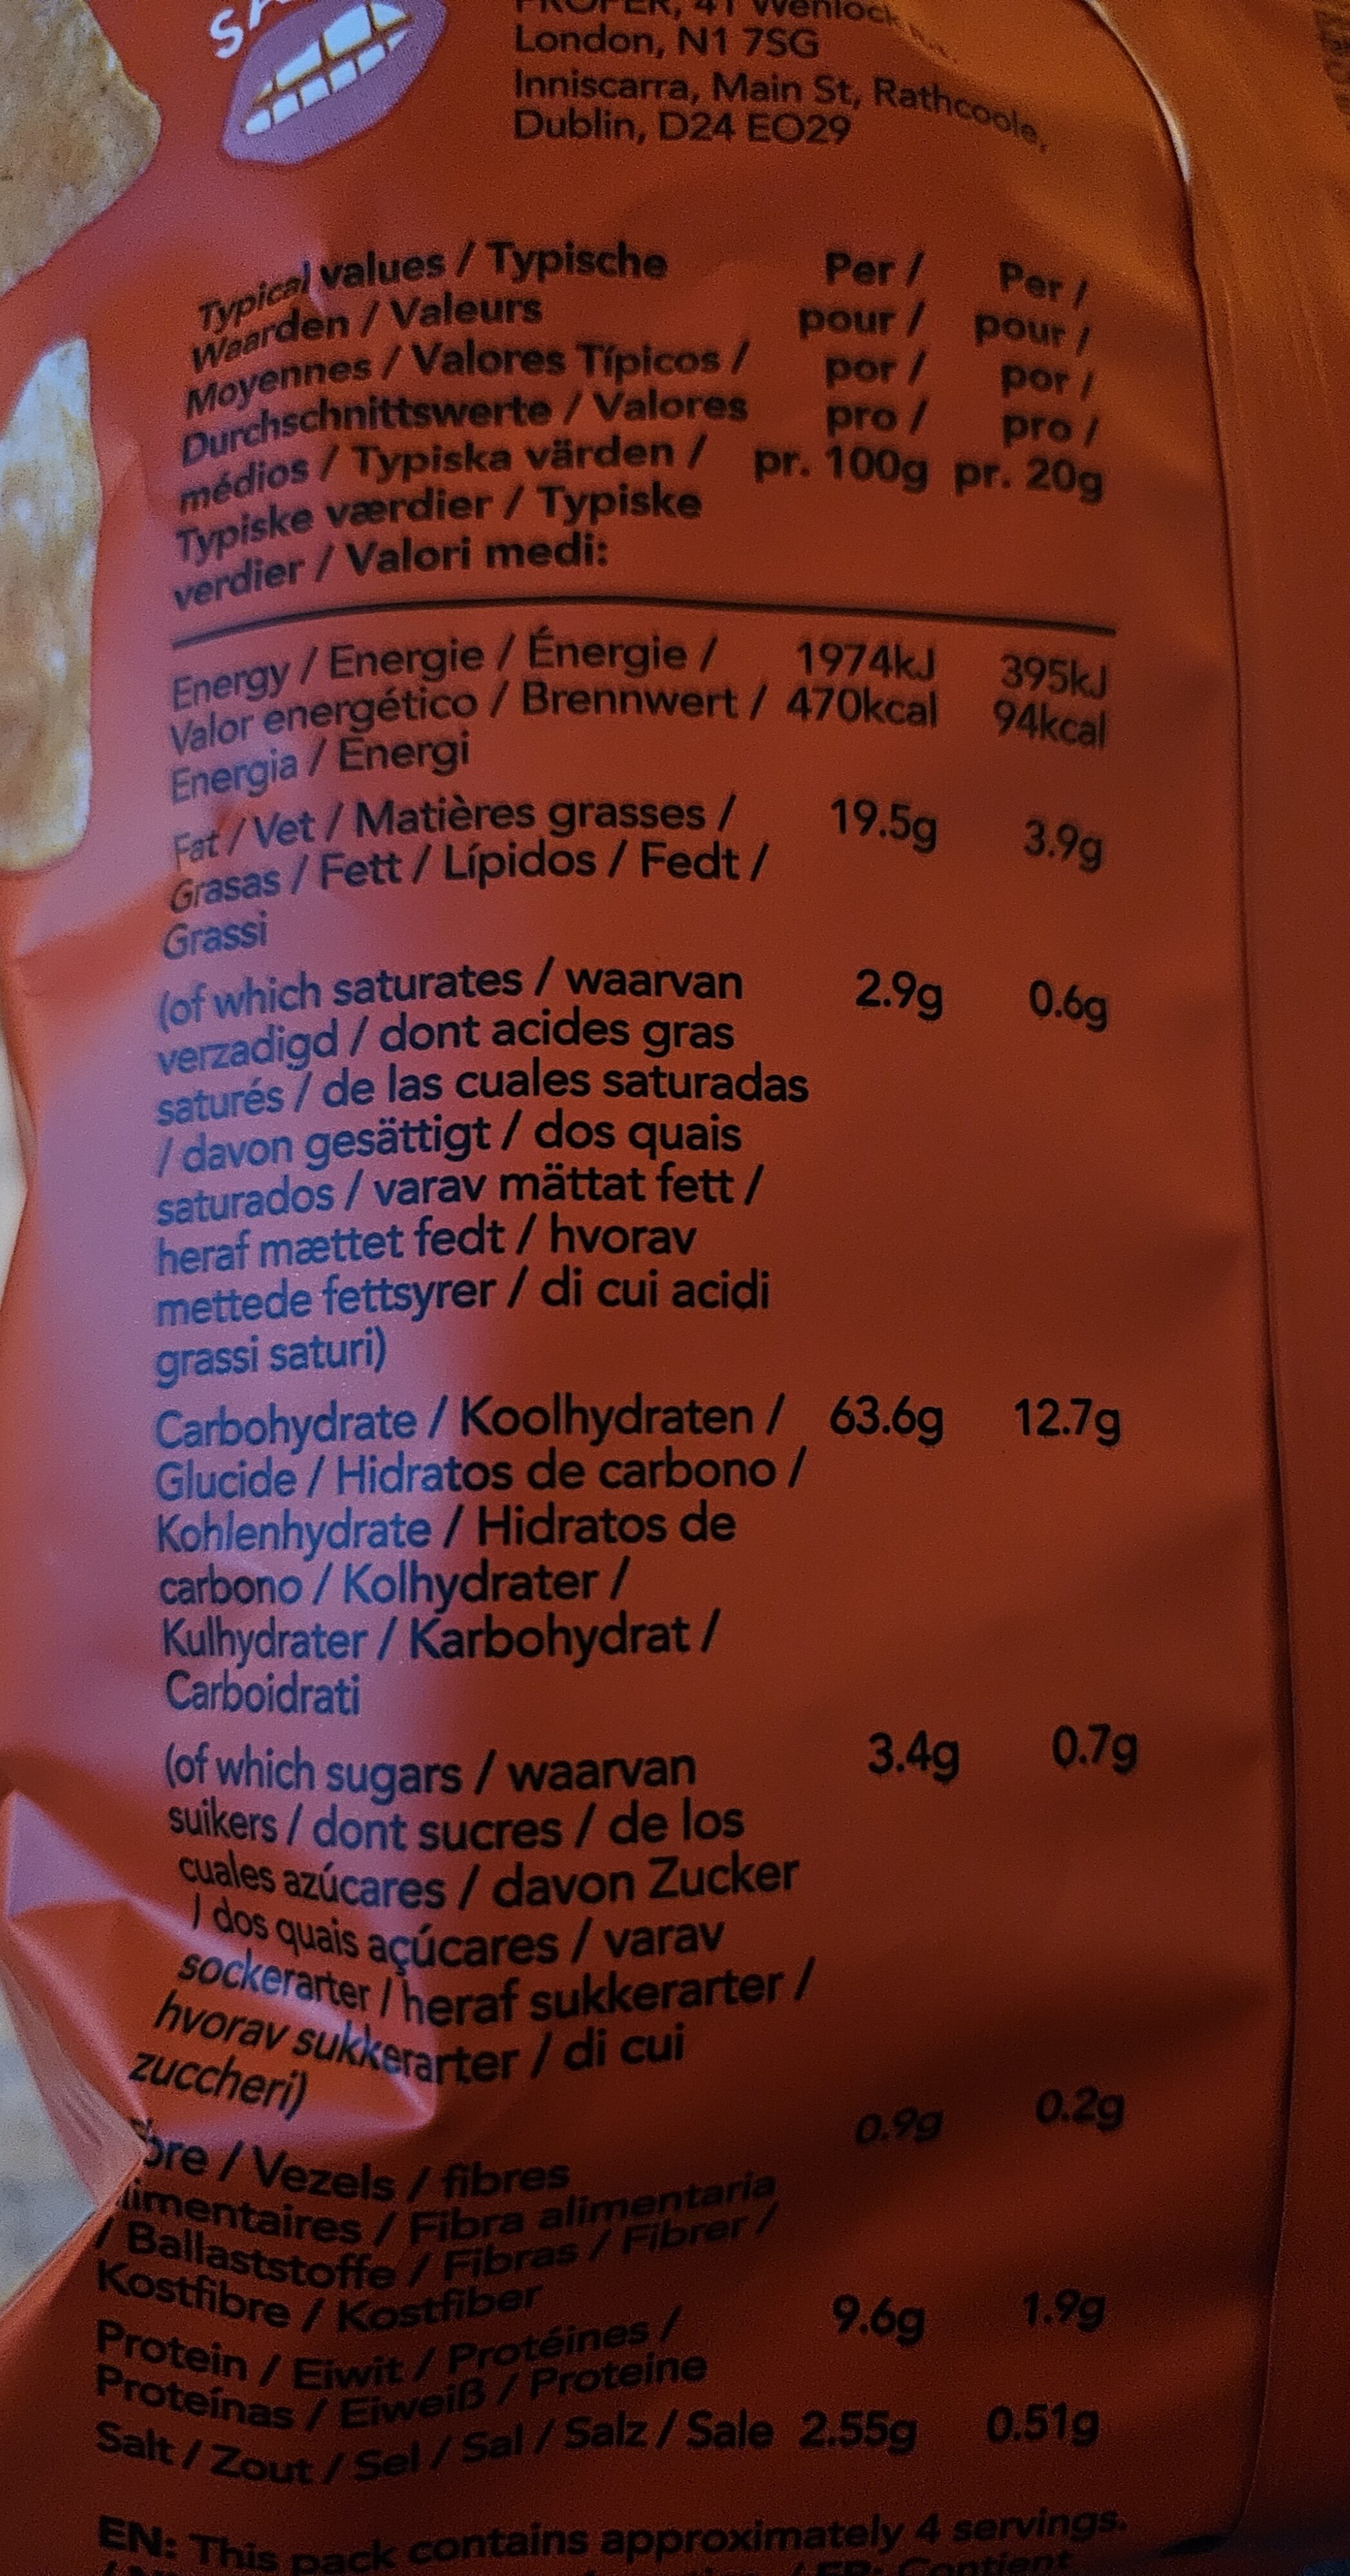 London, N1 7SG
Inniscarra, Main St, Rathcoole,
Dublin, D24 EO29
Typical values / Typische Per / Per /
Waarden / Valeurs pour / pour /
Moyennes / Valores Típicos / por / por /
Durchschnittswerte / Valores pro / pro /
médios / Typiska värden / pr. 100g pr. 20g
Typiske værdier / Typiske
verdier / Valori medi:
Energy / Energie / Énergie / 1974kJ 395kJ
Valor energético / Brennwert / 470kcal 94kcal
Energia / Energi
Fat / Vet / Matières grasses / 19.5g 3.9g
Grasas / Fett / Lípidos / Fedt /
Grassi
(of which saturates / waarvan 2.9g 0.6g
verzadigd / dont acides gras
saturés / de las cuales saturadas
/ davon gesättigt / dos quais
saturados / varav mättat fett /
heraf mættet fedt / hvorav
mettede fettsyrer / di cui acidi
grassi saturi)
Carbohydrate / Koolhydraten / 63.6g 12.7g
Glucide / Hidratos de carbono /
Kohlenhydrate / Hidratos de
carbono / Kolhydrater /
Kulhydrater / Karbohydrat /
Carboidrati
(of which sugars / waarvan 3.4g 0.7g
suikers / dont sucres / de los
cuales azúcares / davon Zucker
/ dos quais açúcares / varav
sockerarter / heraf sukkerarter /
hvorav sukkerarter / di cui
zuccheri)
/ Vezels / fibres 0.9g 0.2g
/ Fibra alimentaria
/ Ballaststoffe / Fibras / Fibrer /
Kostfibre / Kostfiber
Protein / Eiwit / Protéines / 9.6g 1.9g
Proteínas / Eiweiß / Proteine
Salt / Zout / Sel / Sal / Salz / Sale 2.55g 0.51g
EN: This pack contains approximately 4 servings.